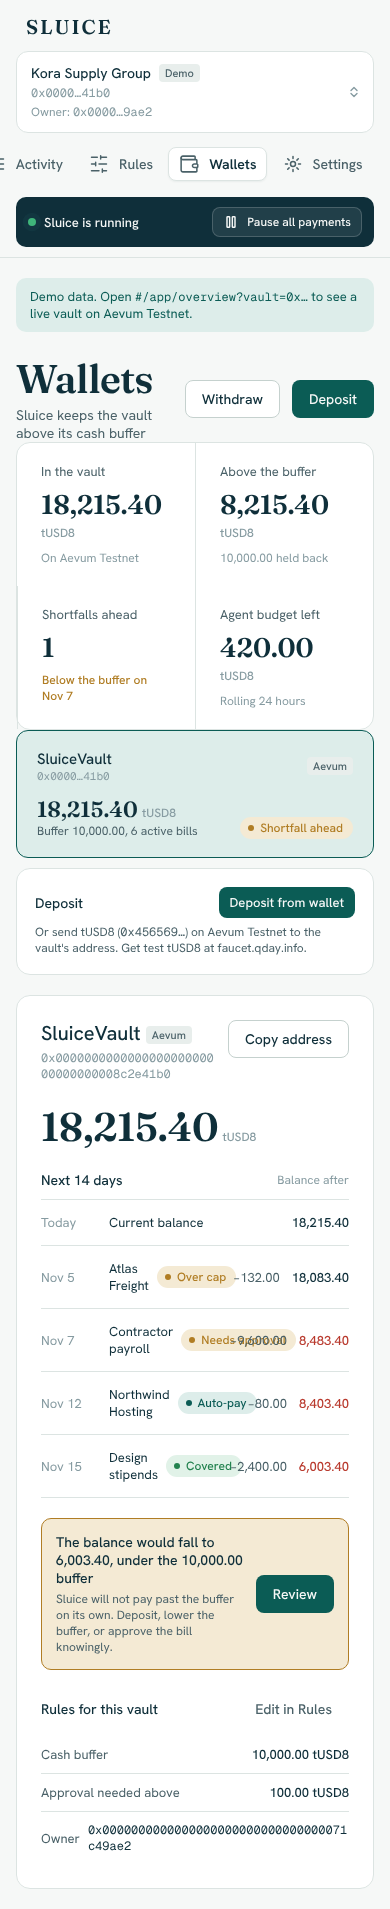 SLUICE
Kora Supply Group Demo
0x0000…41b0
Owner: 0x0000…9ae2
Activity Rules Wallets Settings
Sluice is running Pause all payments
Demo data. Open #/app/overview?vault=0x… to see a
live vault on Aevum Testnet.
Wallets
Sluice keeps the vault
above its cash buffer
Withdraw Deposit
In the vault
18,215.40
tUSD8
On Aevum Testnet
Above the buffer
8,215.40
tUSD8
10,000.00 held back
Shortfalls ahead
1
Below the buffer on
Nov 7
Agent budget left
420.00
tUSD8
Rolling 24 hours
SluiceVault
0x0000…41b0
Aevum
18,215.40 tUSD8
Buffer 10,000.00, 6 active bills
Shortfall ahead
Deposit Deposit from wallet
Or send tUSD8 (0x456569…) on Aevum Testnet to the
vault's address. Get test tUSD8 at faucet.qday.info.
SluiceVault Aevum
0x0000000000000000000000
00000000008c2e41b0
Copy address
18,215.40 tUSD8
Next 14 days Balance after
Today Current balance 18,215.40
Nov 5 Atlas Freight Over cap −132.00 18,083.40
Nov 7 Contractor payroll Needs approval −9,600.00 8,483.40
Nov 12 Northwind Hosting Auto-pay −80.00 8,403.40
Nov 15 Design stipends Covered −2,400.00 6,003.40
The balance would fall to
6,003.40, under the 10,000.00
buffer
Sluice will not pay past the buffer
on its own. Deposit, lower the
buffer, or approve the bill
knowingly.
Review
Rules for this vault Edit in Rules
Cash buffer 10,000.00 tUSD8
Approval needed above 100.00 tUSD8
Owner 0x0000000000000000000000000000000071
c49ae2